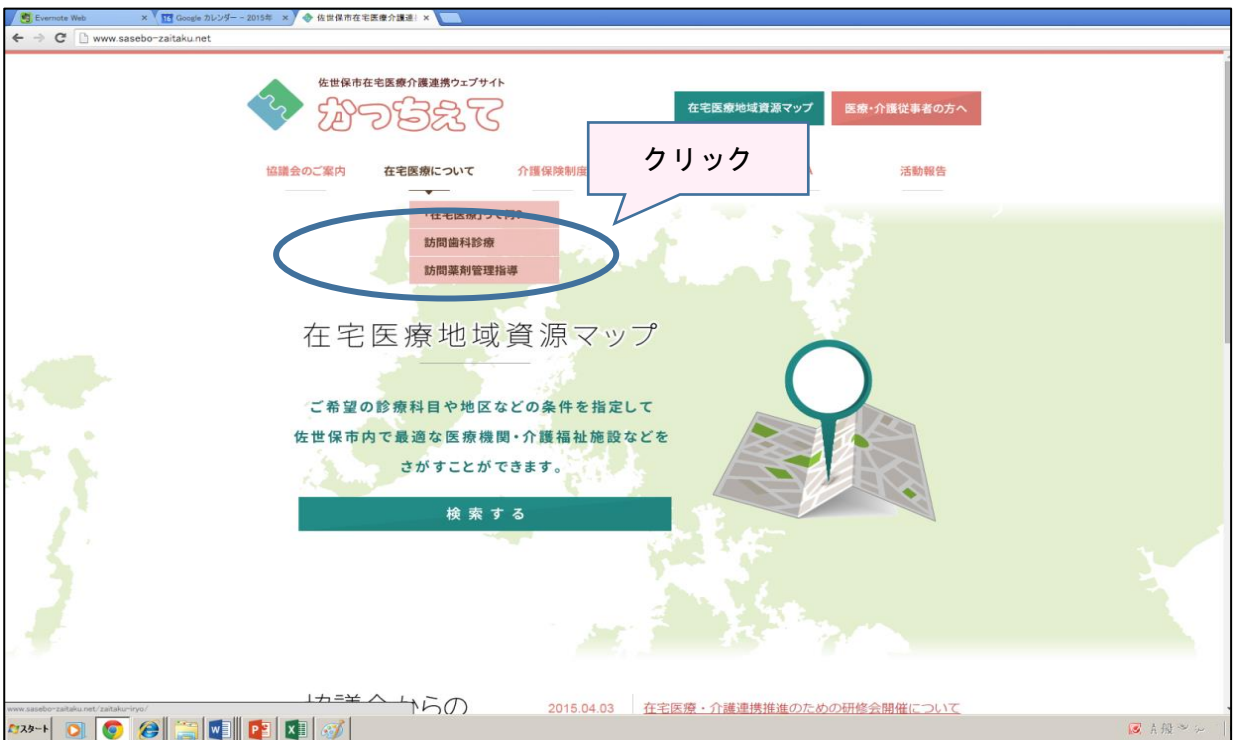 Evernote Web
Google カレンダー - 2015年
佐世保市在宅医療介護連
www.sasebo-zaitaku.net
佐世保市在宅医療介護連携ウェブサイト
かっちぇて
在宅医療地域資源マップ
医療・介護従事者の方へ
協議会のご案内
在宅医療について
介護保険制度
活動報告
クリック
訪問歯科診療
訪問薬剤管理指導
在宅医療地域資源マップ
ご希望の診療科目や地区などの条件を指定して
佐世保市内で最適な医療機関・介護福祉施設などを
さがすことができます。
検索する
協議会からの
2015.04.03 在宅医療・介護連携推進のための研修会開催について
www.sasebo-zaitaku.net/zaitaku-iryo/
スタート